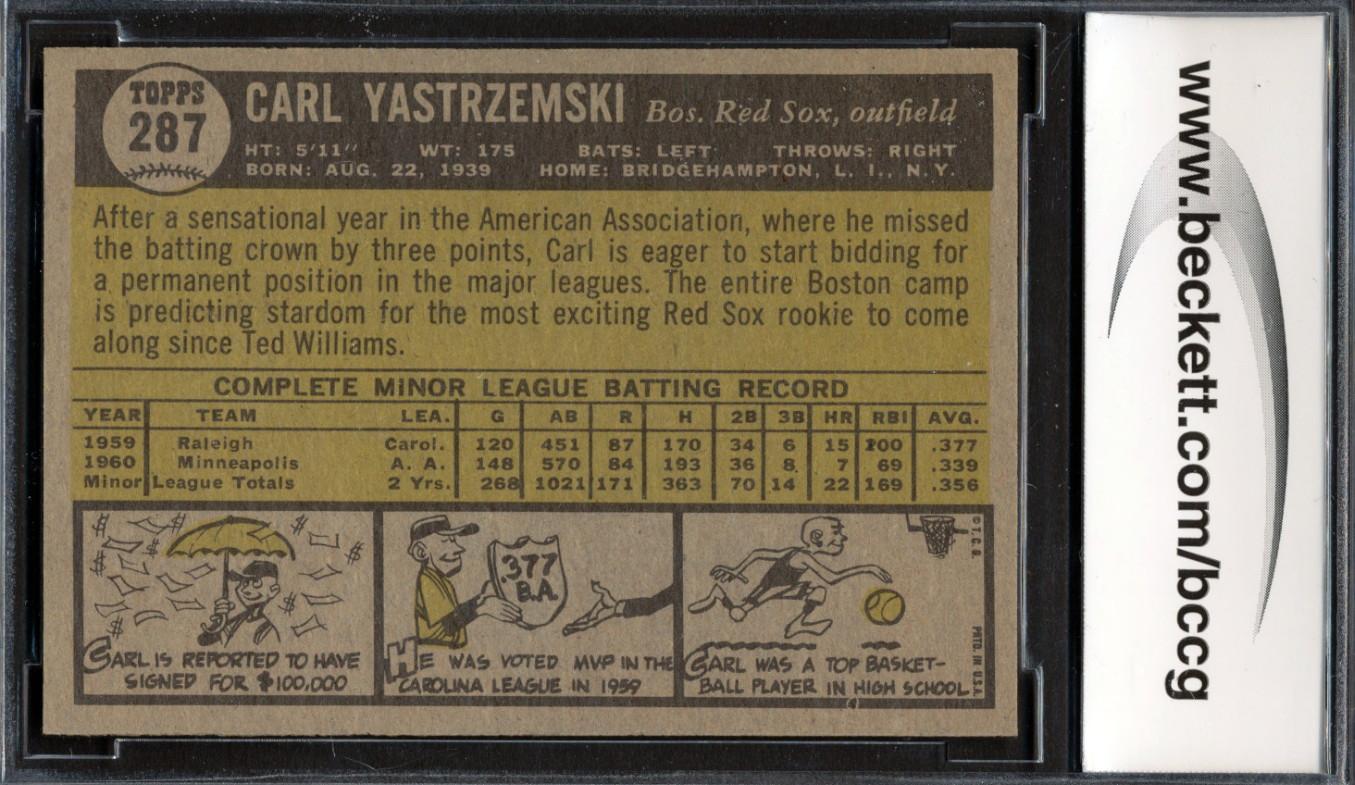 TOPPS
287
CARL YASTRZEMSKI Bos. Red Sox, outfield
HT: 5'11" WT: 175 BATS: LEFT THROWS: RIGHT
BORN: AUG. 22, 1939 HOME: BRIDGEHAMPTON, L. I., N. Y.
After a sensational year in the American Association, where he missed
the batting crown by three points, Carl is eager to start bidding for
a permanent position in the major leagues. The entire Boston camp
is predicting stardom for the most exciting Red Sox rookie to come
along since Ted Williams.
COMPLETE MINOR LEAGUE BATTING RECORD
YEAR TEAM LEA. G AB R H 2B 3B HR RBI AVG.
1959 Raleigh Carol. 120 451 87 170 34 6 15 100 .377
1960 Minneapolis A. A. 148 570 84 193 36 8 7 69 .339
Minor League Totals 2 Yrs. 268 1021 171 363 70 14 22 169 .356
$ $ $ $ $ $
CARL IS REPORTED TO HAVE
SIGNED FOR $100,000
.377
B.A.
HE WAS VOTED MVP IN THE
CAROLINA LEAGUE IN 1959
CARL WAS A TOP BASKET-
BALL PLAYER IN HIGH SCHOOL
© T.C.G.
PRTD. IN U.S.A.
www.beckett.com/bccg